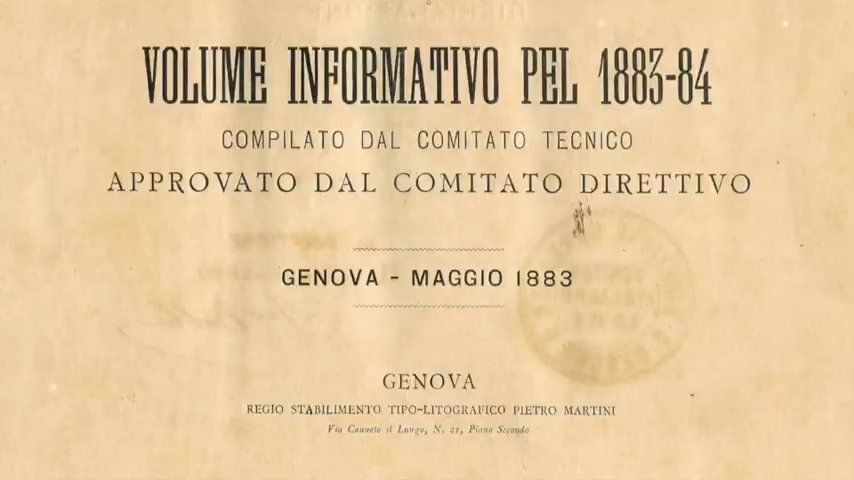 VOLUME INFORMATIVO PEL 1883-84
COMPILATO DAL COMITATO TECNICO
APPROVATO DAL COMITATO DIRETTIVO
GENOVA - MAGGIO 1883
GENOVA
REGIO STABILIMENTO TIPO-LITOGRAFICO PIETRO MARTINI
Via Canneto il Lungo, N. 21, Piano Secondo